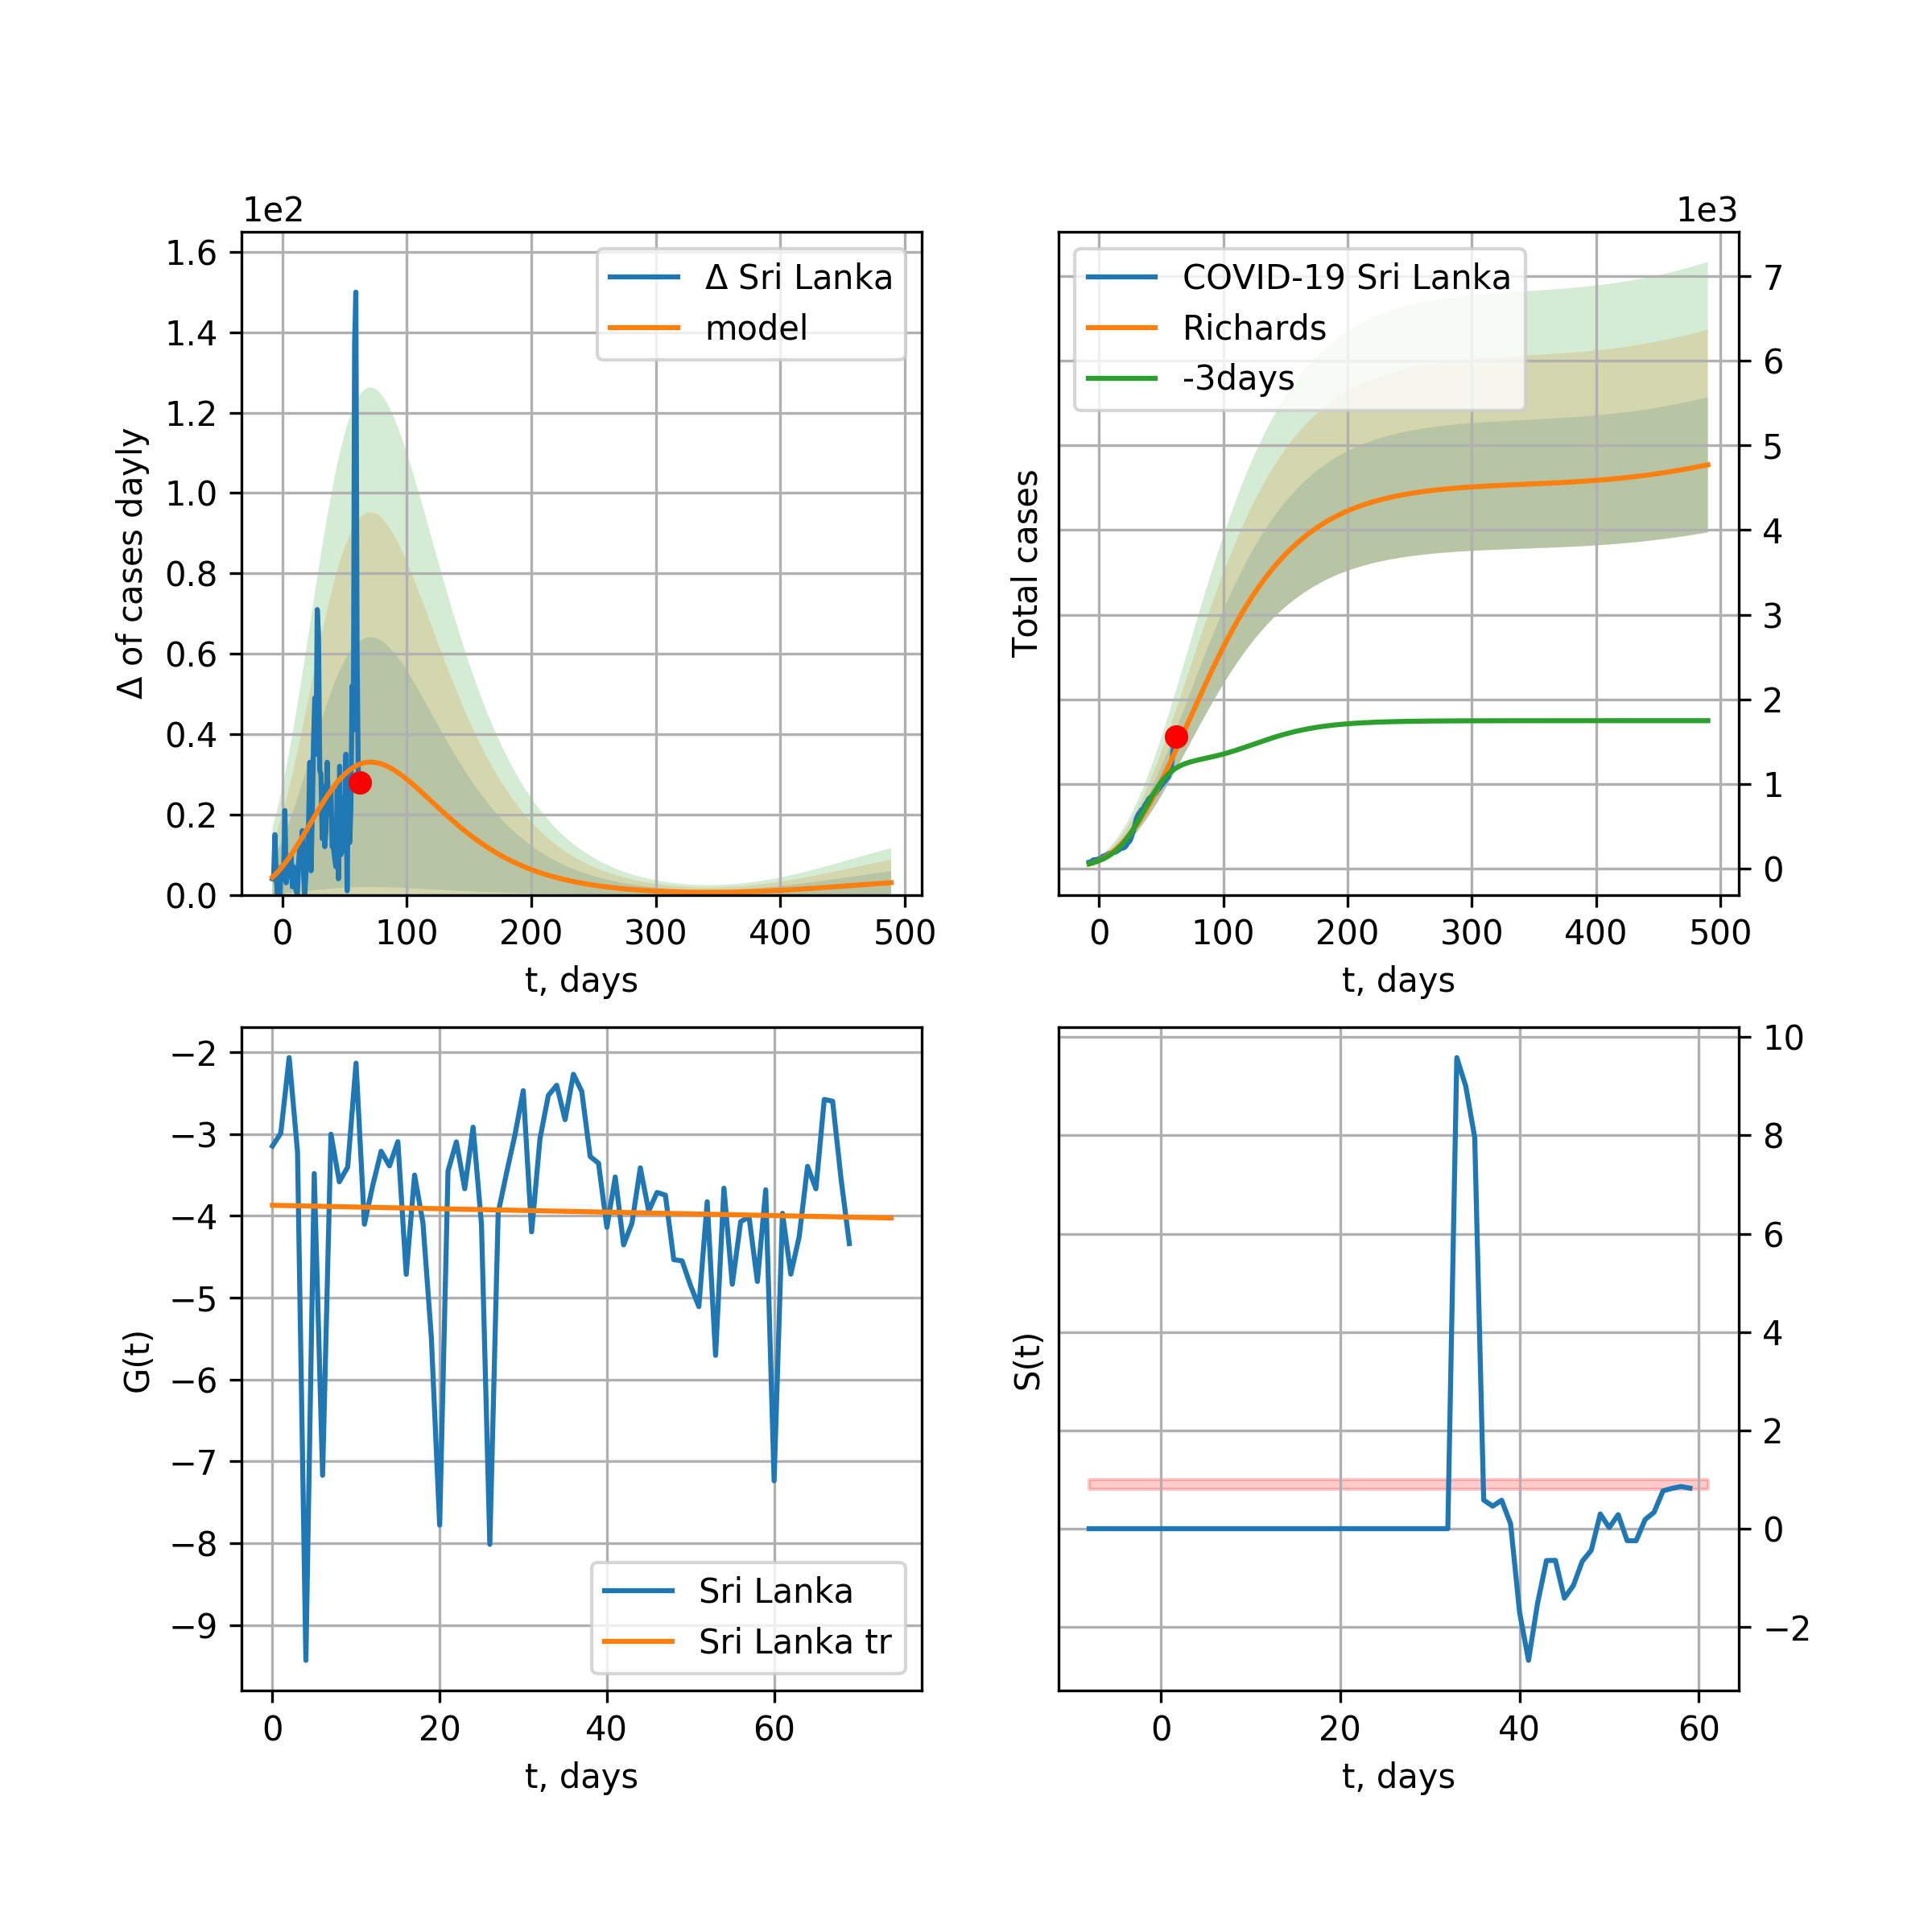 1e2
1.6
1.4
1.2
1.0
0.8
0.6
0.4
0.2
0.0
Δ of cases dayly
Δ Sri Lanka
model
0 100 200 300 400 500
t, days
1e3
COVID-19 Sri Lanka
Richards
-3days
Total cases
7
6
5
4
3
2
1
0
0 100 200 300 400 500
t, days
−2
−3
−4
−5
−6
−7
−8
−9
G(t)
Sri Lanka
Sri Lanka tr
0 20 40 60
t, days
S(t)
10
8
6
4
2
0
−2
0 20 40 60
t, days